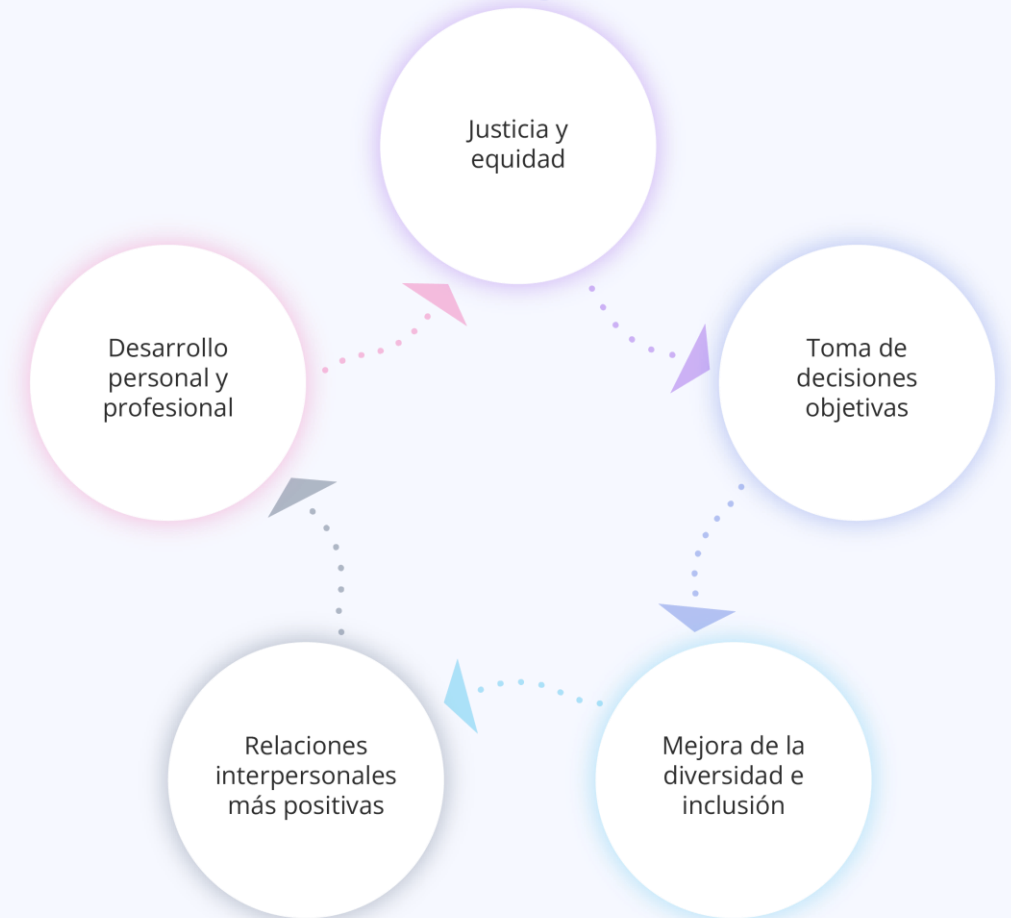 Justicia y
equidad
Toma de
decisiones
objetivas
Mejora de la
diversidad e
inclusión
Relaciones
interpersonales
más positivas
Desarrollo
personal y
profesional